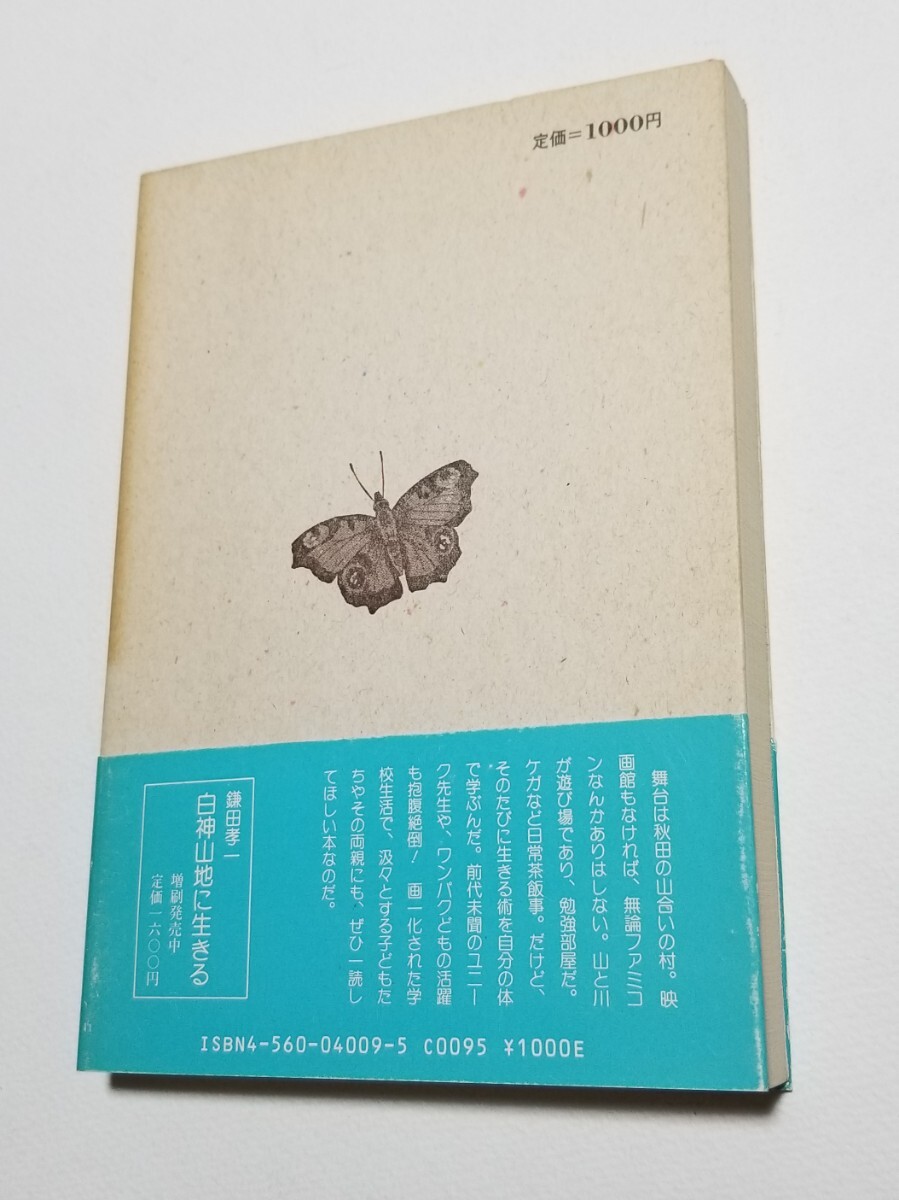 定価=1000円
舞台は秋田の山合いの村。映
画館もなければ、無論ファミコ
ンなんかありはしない。山と川
が遊び場であり、勉強部屋だ。
ケガなど日常茶飯事。だけど、
そのたびに生きる術を自分の体
で学ぶんだ。前代未聞のユニー
ク先生や、ワンパクどもの活躍
も抱腹絶倒! 画一化された学
校生活で、汲々とする子どもた
ちやその両親にも、ぜひ一読し
てほしい本なのだ。
鎌田孝一
白神山地に生きる
増刷発売中
定価一六〇〇円
ISBN4-560-04009-5 C0095 ¥1000E